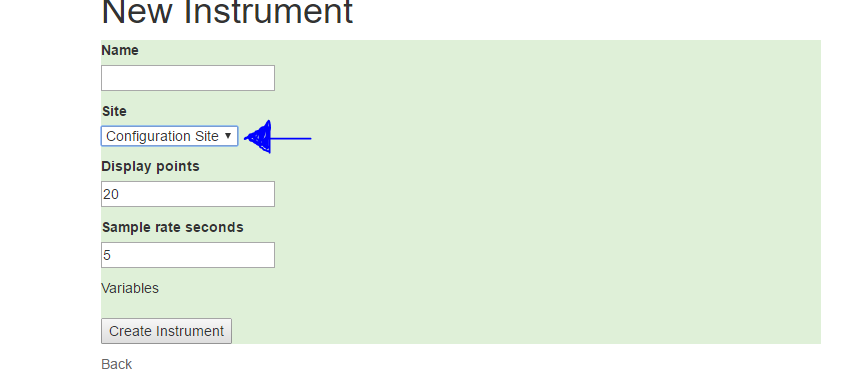 New Instrument
Name
Site
Configuration Site
Display points
20
Sample rate seconds
5
Variables
Create Instrument
Back